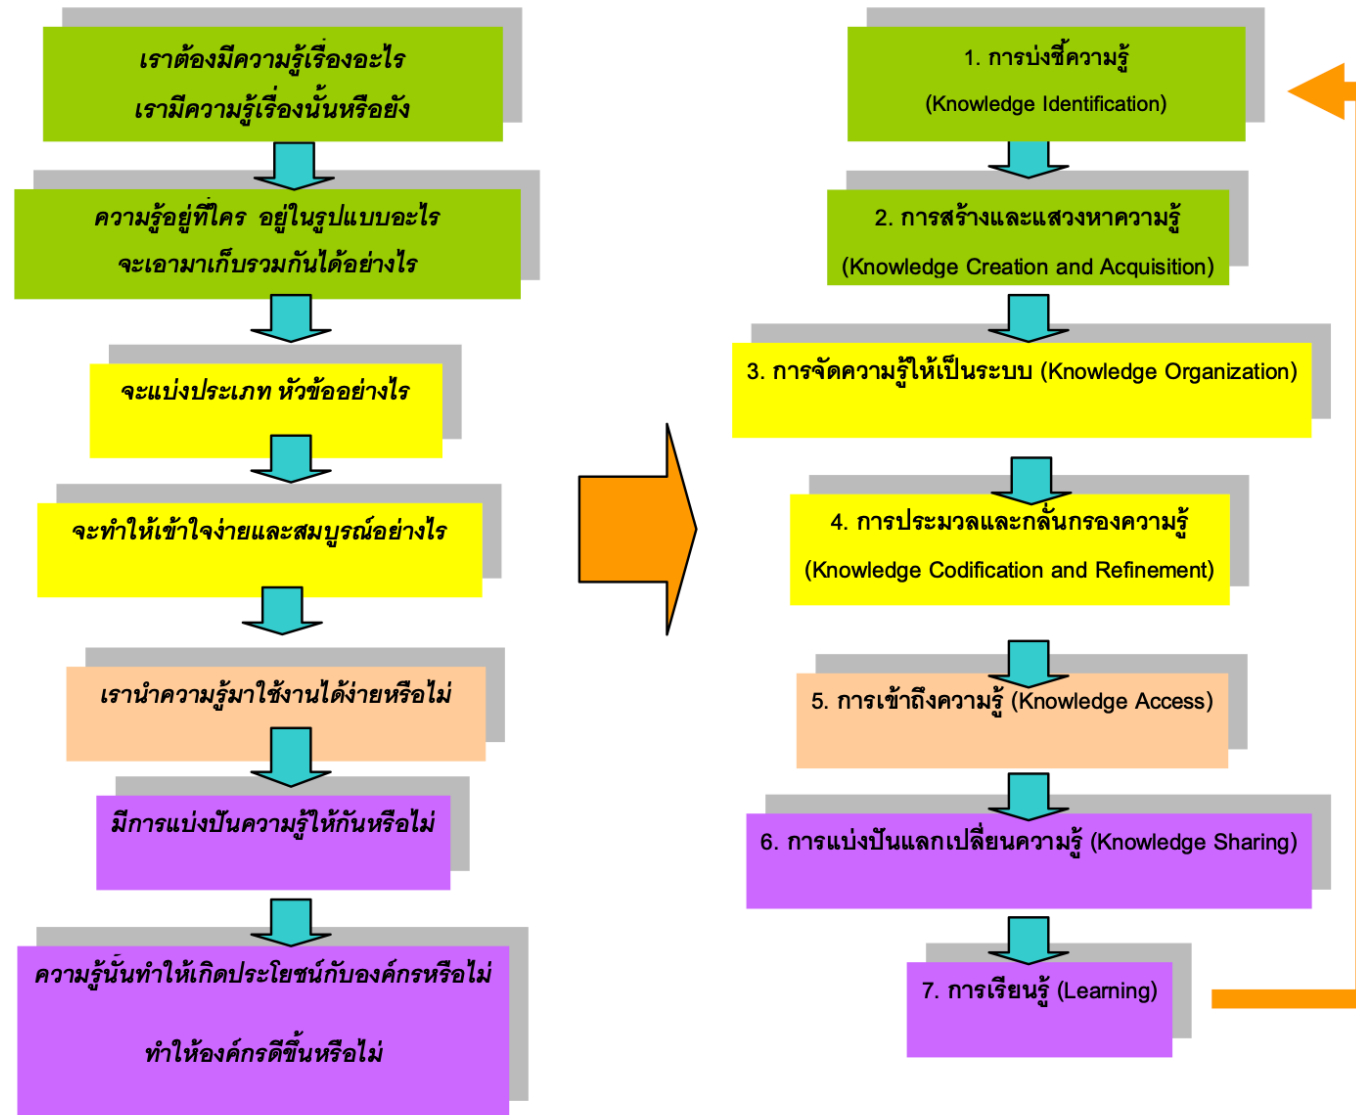 เราต้องมีความรู้เรื่องอะไร
เรามีความรู้เรื่องนั้นหรือยัง
ความรู้อยู่ที่ใคร อยู่ในรูปแบบอะไร
จะเอามาเก็บรวมกันได้อย่างไร
จะแบ่งประเภท หัวข้ออย่างไร
จะทำให้เข้าใจง่ายและสมบูรณ์อย่างไร
เรานำความรู้มาใช้งานได้ง่ายหรือไม่
มีการแบ่งปันความรู้ให้กันหรือไม่
ความรู้นั้นทำให้เกิดประโยชน์กับองค์กรหรือไม่
ทำให้องค์กรดีขึ้นหรือไม่
1. การบ่งชี้ความรู้
(Knowledge Identification)
2. การสร้างและแสวงหาความรู้
(Knowledge Creation and Acquisition)
3. การจัดความรู้ให้เป็นระบบ (Knowledge Organization)
4. การประมวลและกลั่นกรองความรู้
(Knowledge Codification and Refinement)
5. การเข้าถึงความรู้ (Knowledge Access)
6. การแบ่งปันแลกเปลี่ยนความรู้ (Knowledge Sharing)
7. การเรียนรู้ (Learning)